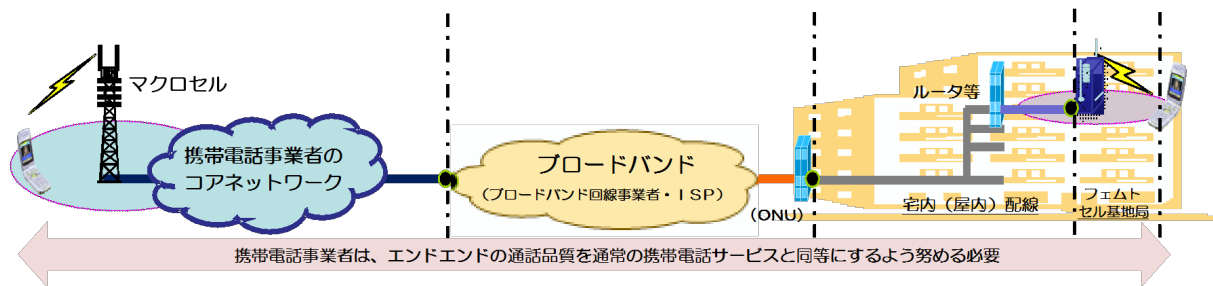 マクロセル
携帯電話事業者の
コアネットワーク
ブロードバンド
（ブロードバンド回線事業者・ＩＳＰ）
（ONU）
ルータ等
宅内（屋内）配線
フェムト
セル基地局
携帯電話事業者は、エンドエンドの通話品質を通常の携帯電話サービスと同等にするよう努める必要